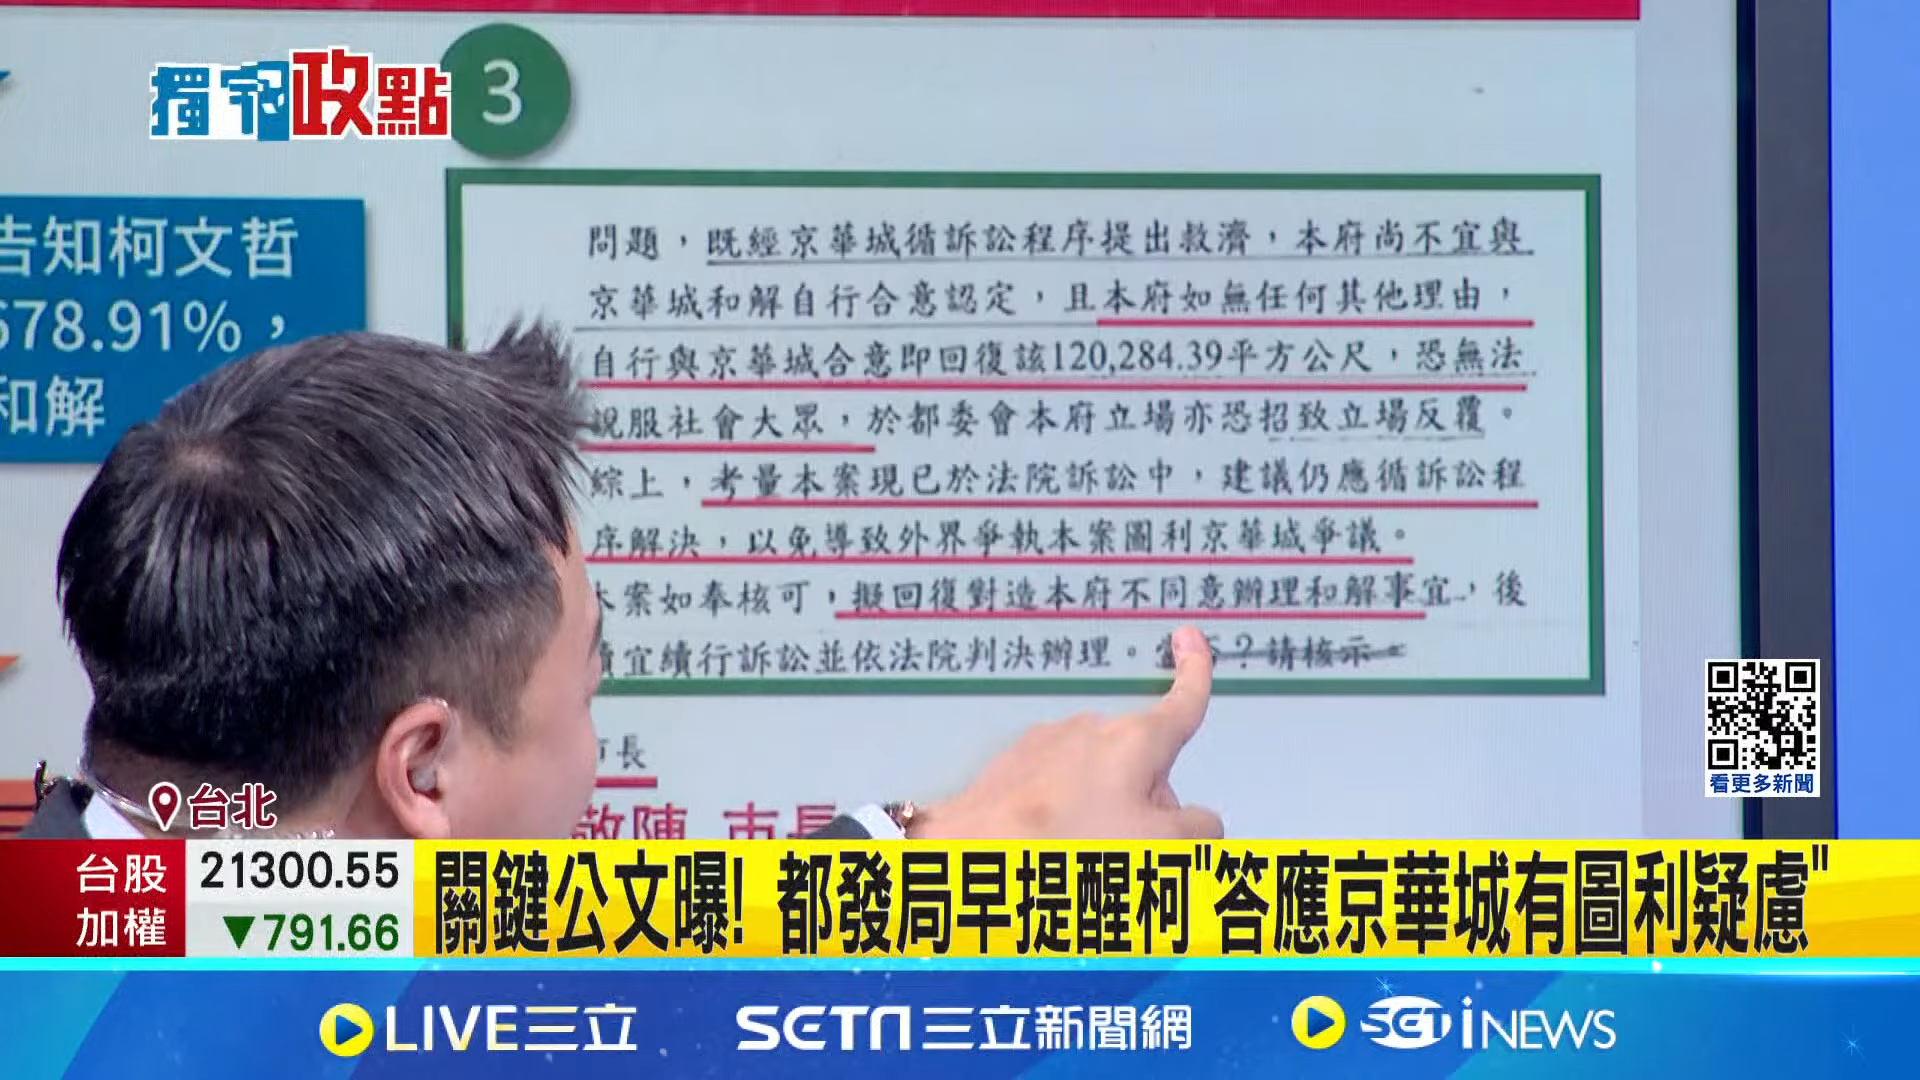 獨家政點
3
告知柯文哲
678.91%，
和解
問題，既經京華城循訴訟程序提出救濟，本府尚不宜與
京華城和解自行合意認定，且本府如無任何其他理由，
自行與京華城合意即回復該120,284.39平方公尺，恐無法
說服社會大眾，於都委會本府立場亦恐招致立場反覆。
綜上，考量本案現已於法院訴訟中，建議仍應循訴訟程
序解決，以免導致外界爭執本案圖利京華城爭議。
本案如奉核可，擬回復對造本府不同意辦理和解事宜，後
續宜續行訴訟並依法院判決辦理。當否？請核示。
市長
敬陳 市長
台北
看更多新聞
台股
加權
21300.55
▼791.66
關鍵公文曝! 都發局早提醒柯"答應京華城有圖利疑慮"
LIVE三立
SETN三立新聞網
SETiNEWS